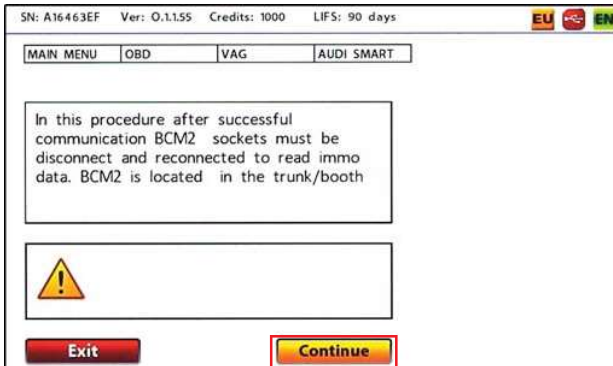 SN: A16463EF Ver: O.1.1.55 Credits: 1000 LIFS: 90 days EU EN
MAIN MENU OBD VAG AUDI SMART
In this procedure after successful
communication BCM2 sockets must be
disconnect and reconnected to read immo
data. BCM2 is located in the trunk/booth
Exit Continue